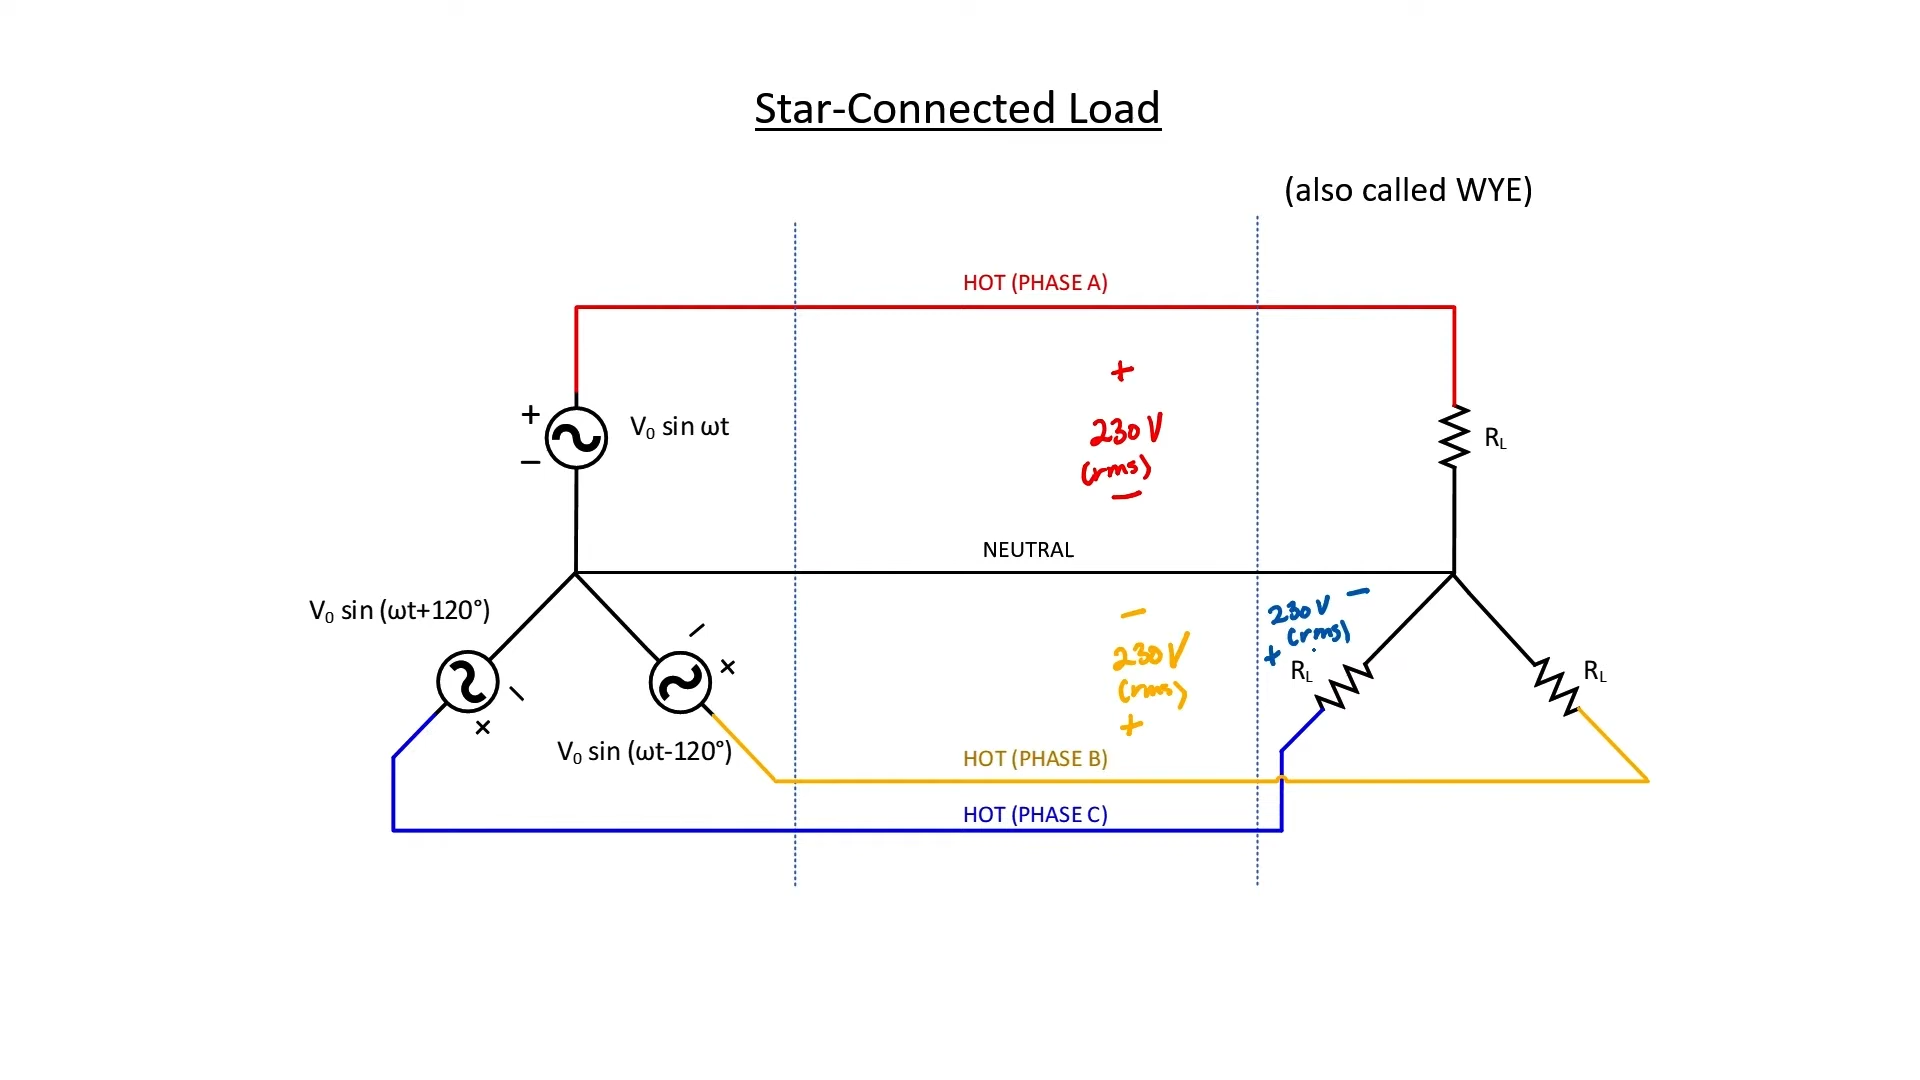 Star-Connected Load
(also called WYE)
HOT (PHASE A)
+
230 V
(rms)
−
+
−
V₀ sin ωt
R_L
NEUTRAL
V₀ sin (ωt+120°)
−
+
−
+
V₀ sin (ωt-120°)
−
230 V
(rms)
+
230 V −
+ (rms)
R_L
R_L
HOT (PHASE B)
HOT (PHASE C)